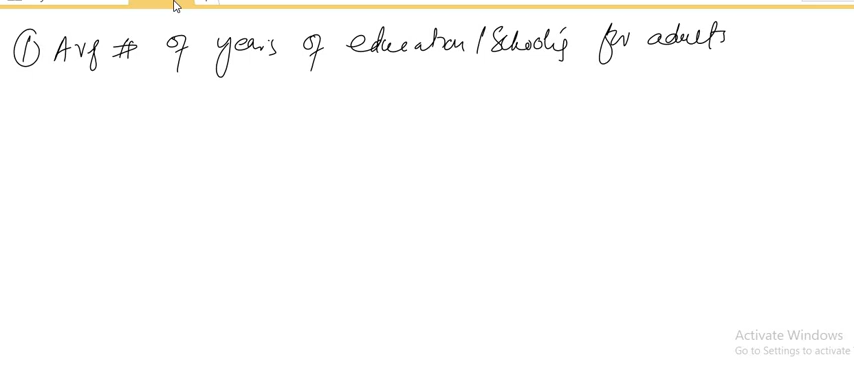 ① Avg # of years of education/Schooling for adults
Activate Windows
Go to Settings to activate